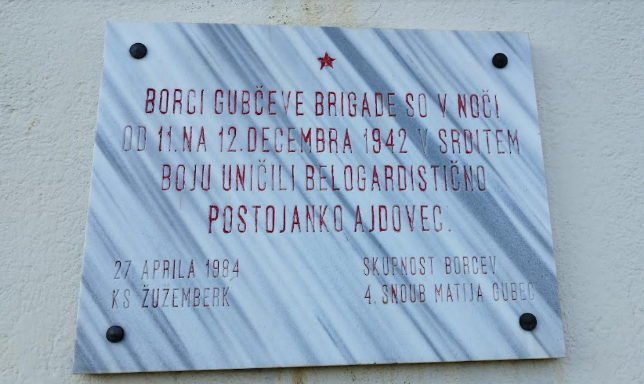 BORCI GUBČEVE BRIGADE SO V NOČI
OD 11. NA 12. DECEMBRA 1942 V SRDITEM
BOJU UNIČILI BELOGARDISTIČNO
POSTOJANKO AJDOVEC.
27. APRILA 1984
KS ŽUŽEMBERK
SKUPNOST BORCEV
4. SNOUB MATIJA GUBEC